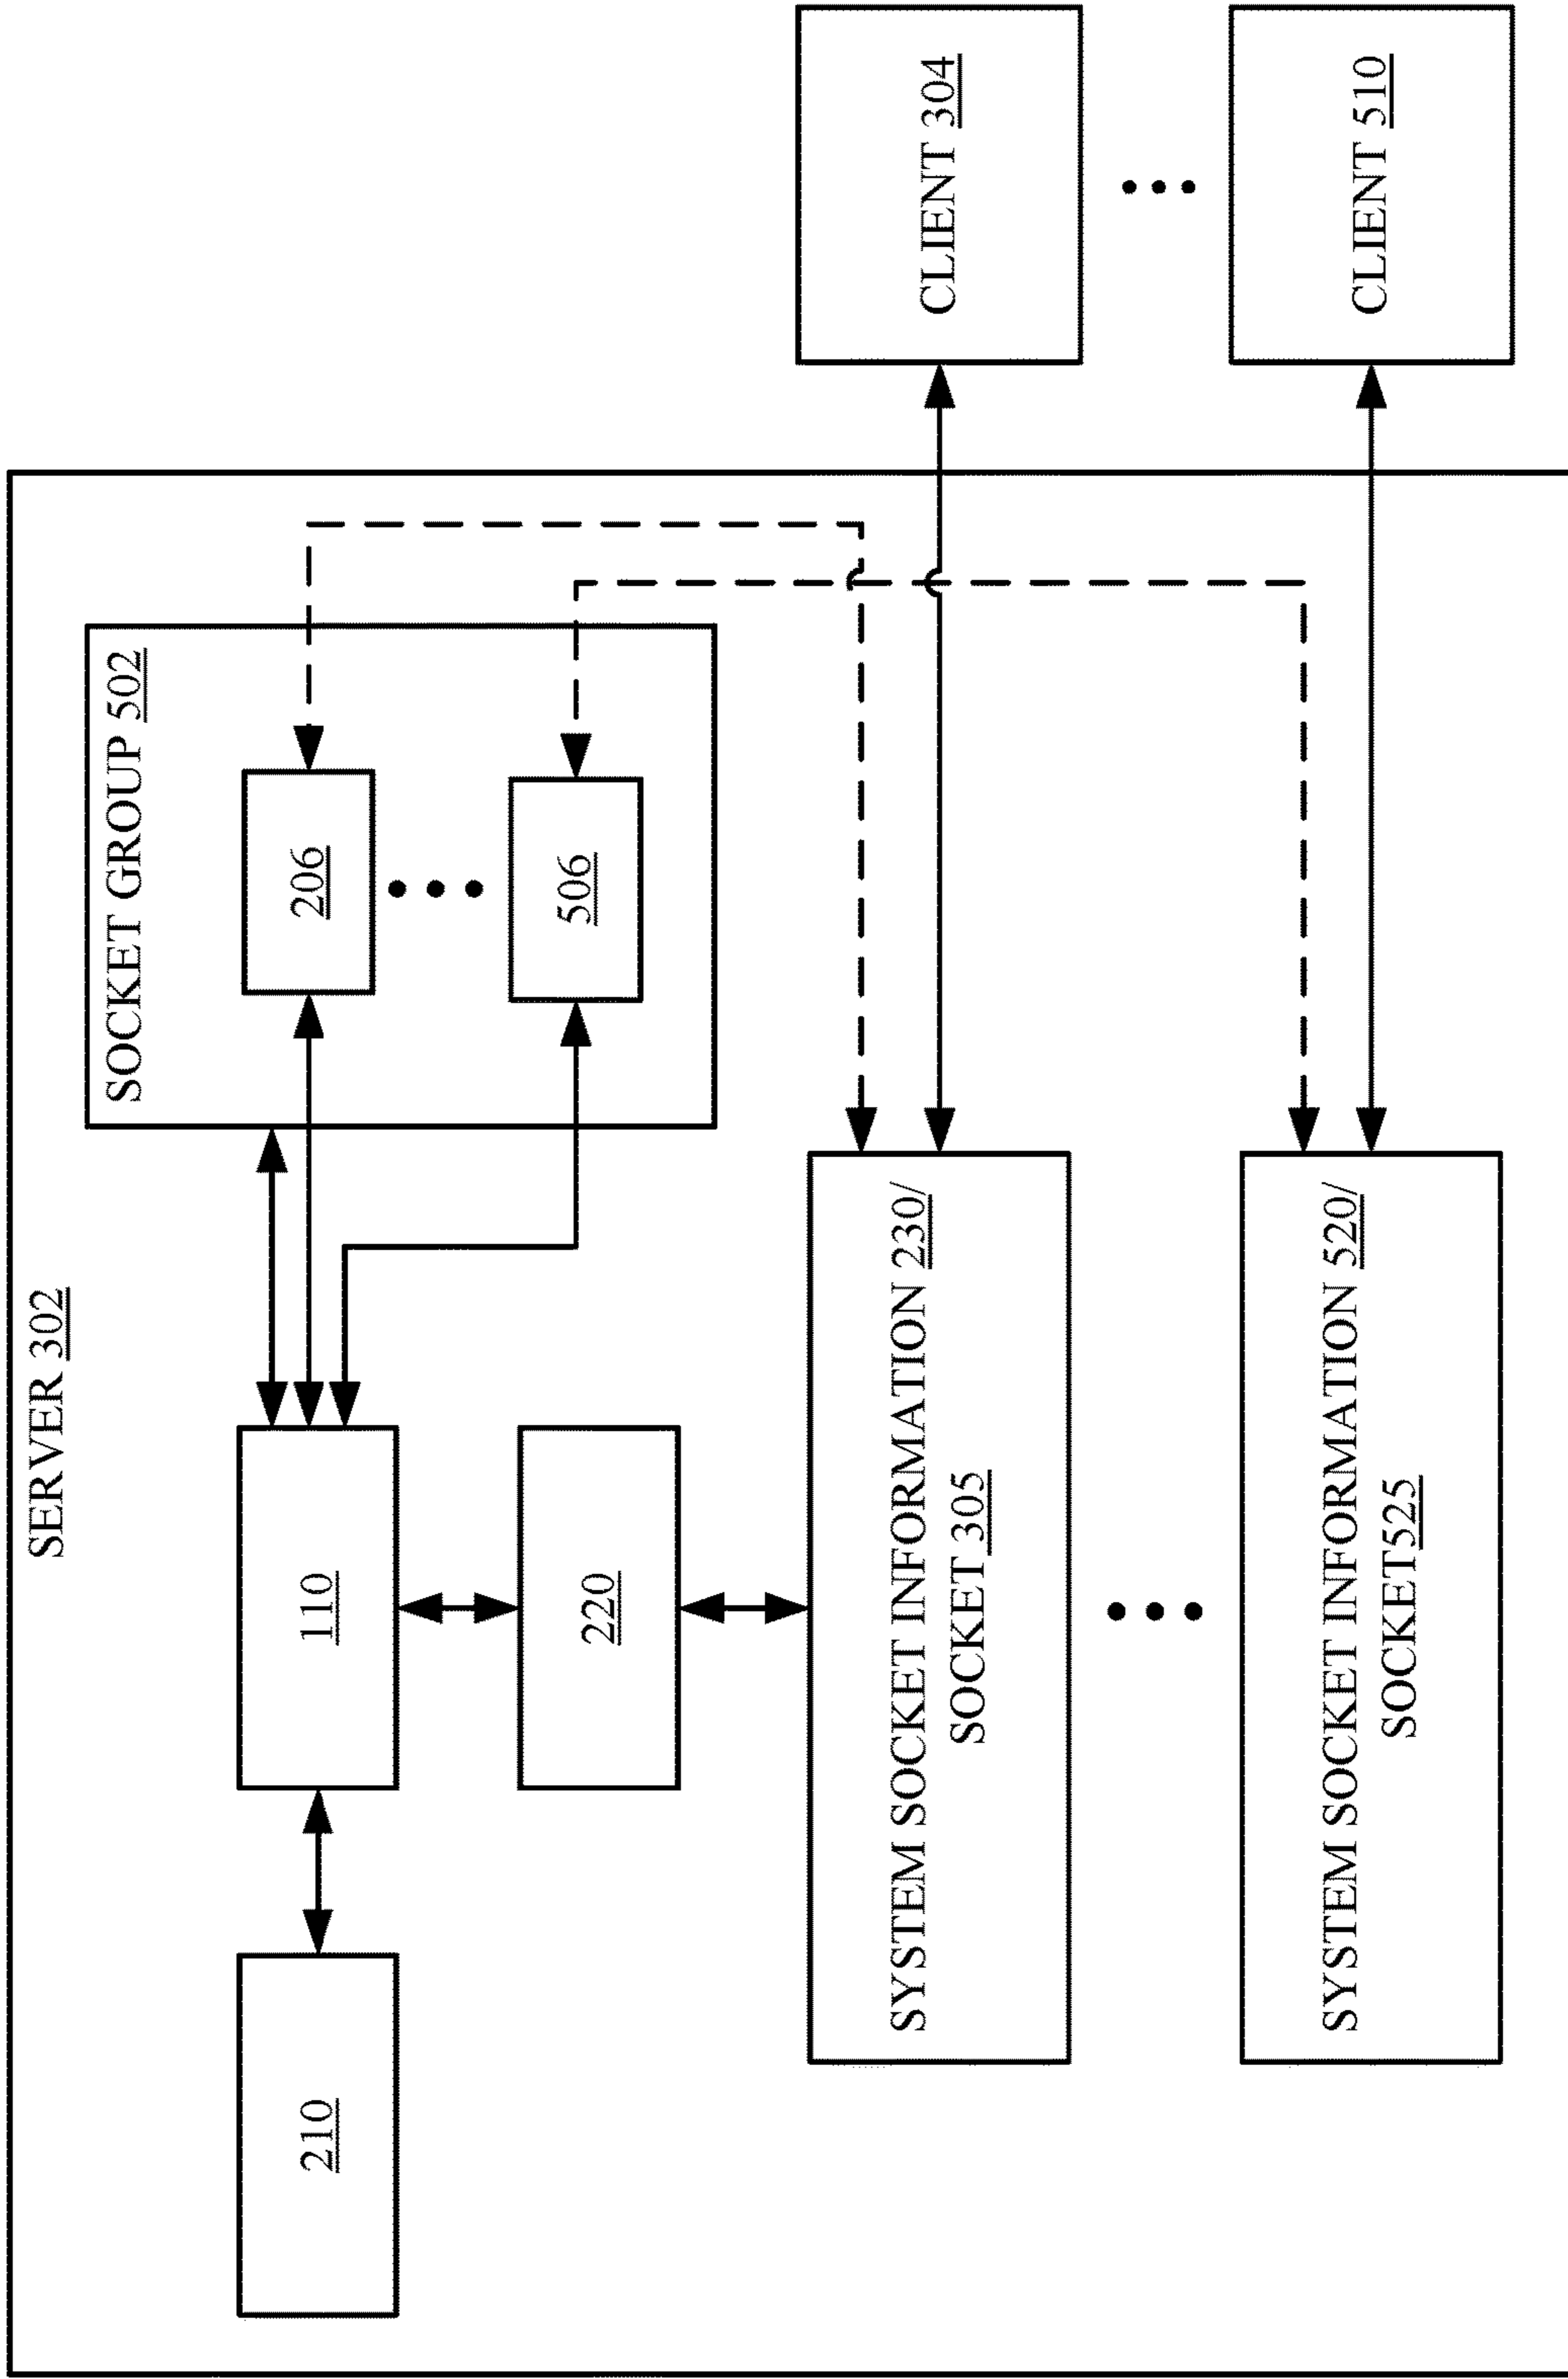 SERVER 302
SOCKET GROUP 502
210
110
206
506
220
SYSTEM SOCKET INFORMATION 230/
SOCKET 305
CLIENT 304
SYSTEM SOCKET INFORMATION 520/
SOCKET525
CLIENT 510